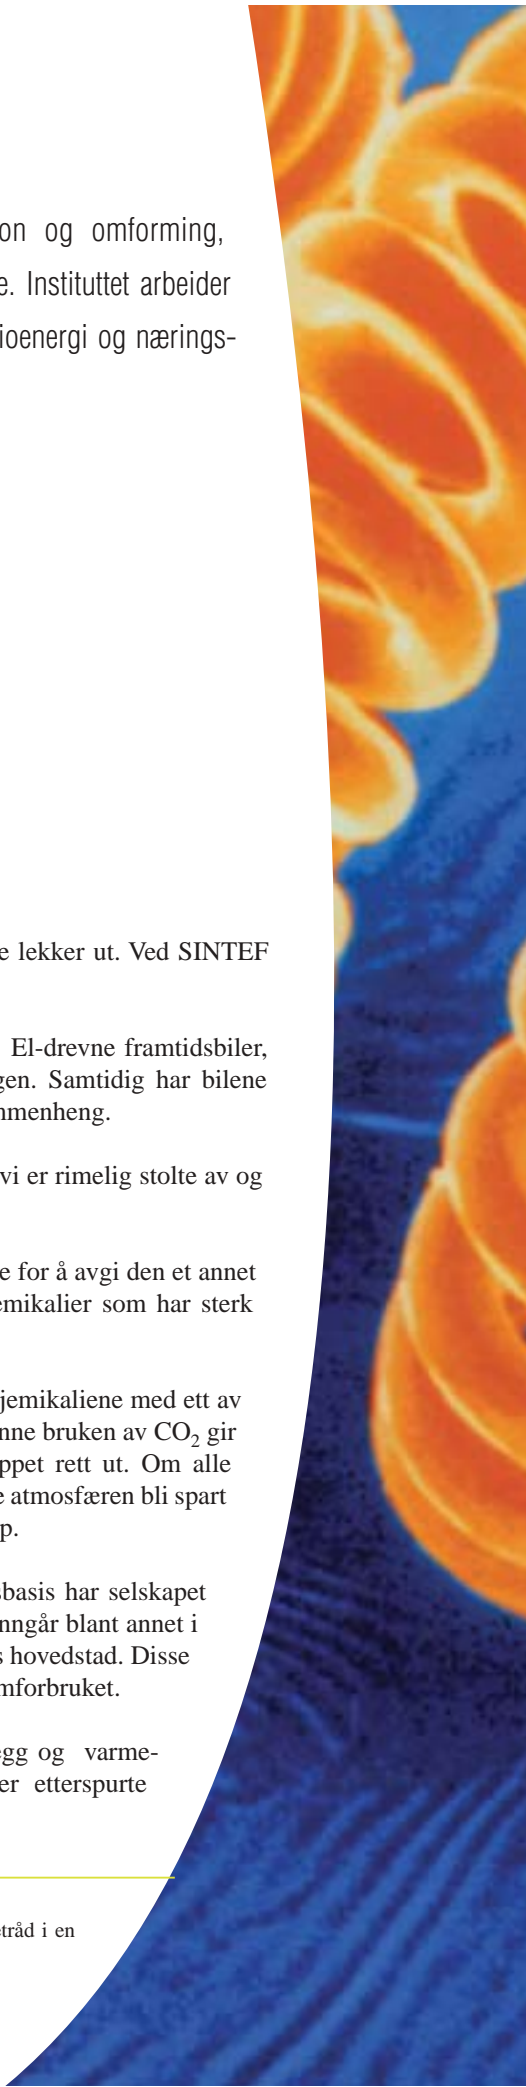 on og omforming,
e. Instituttet arbeider
ioenergi og nærings-
e lekker ut. Ved SINTEF
El-drevne framtidsbiler,
gen. Samtidig har bilene
nmenheng.
vi er rimelig stolte av og
e for å avgi den et annet
emikalier som har sterk
jemikaliene med ett av
nne bruken av CO₂ gir
ppet rett ut. Om alle
e atmosfæren bli spart
p.
sbasis har selskapet
nngår blant annet i
s hovedstad. Disse
mforbruket.
egg og varme-
er etterspurte
etråd i en